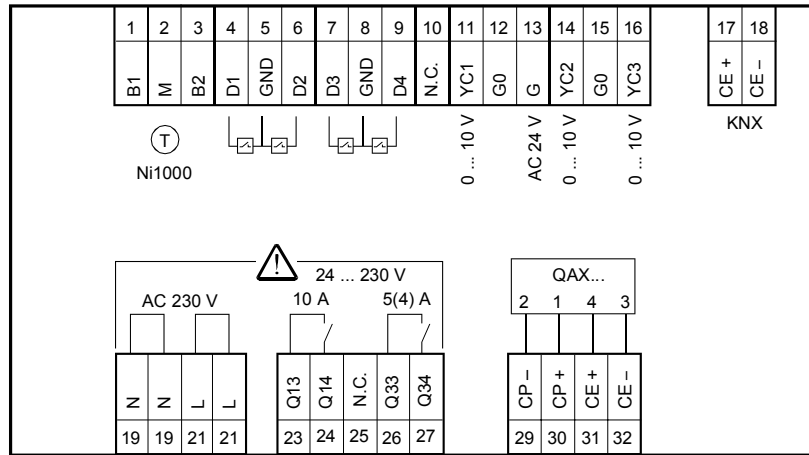 1 2 3 4 5 6 7 8 9 10 11 12 13 14 15 16 17 18
B1 M B2 D1 GND D2 D3 GND D4 N.C. YC1 G0 G YC2 G0 YC3 CE + CE –
T
Ni1000
0 ... 10 V AC 24 V 0 ... 10 V 0 ... 10 V
KNX
24 ... 230 V
AC 230 V 10 A 5(4) A
QAX...
2 1 4 3
N N L L Q13 Q14 N.C. Q33 Q34 CP – CP + CE + CE –
19 19 21 21 23 24 25 26 27 29 30 31 32